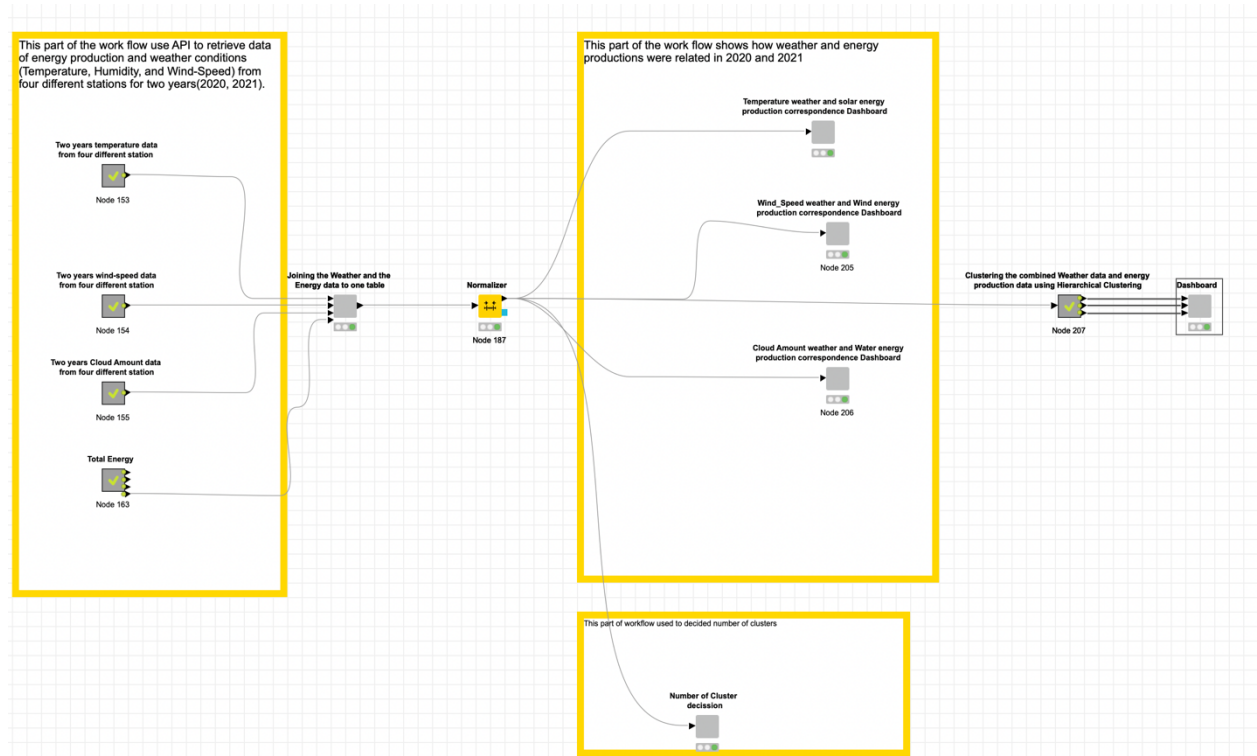 This part of the work flow use API to retrieve data
of energy production and weather conditions
(Temperature, Humidity, and Wind-Speed) from
four different stations for two years(2020, 2021).
Two years temperature data
from four different station
Node 153
Two years wind-speed data
from four different station
Node 154
Two years Cloud Amount data
from four different station
Node 155
Total Energy
Node 163
Joining the Weather and the
Energy data to one table
Normalizer
Node 187
This part of the work flow shows how weather and energy
productions were related in 2020 and 2021
Temperature weather and solar energy
production correspondence Dashboard
Wind_Speed weather and Wind energy
production correspondence Dashboard
Node 205
Cloud Amount weather and Water energy
production correspondence Dashboard
Node 206
Clustering the combined Weather data and energy
production data using Hierarchical Clustering
Node 207
Dashboard
This part of workflow used to decided number of clusters
Number of Cluster
decission